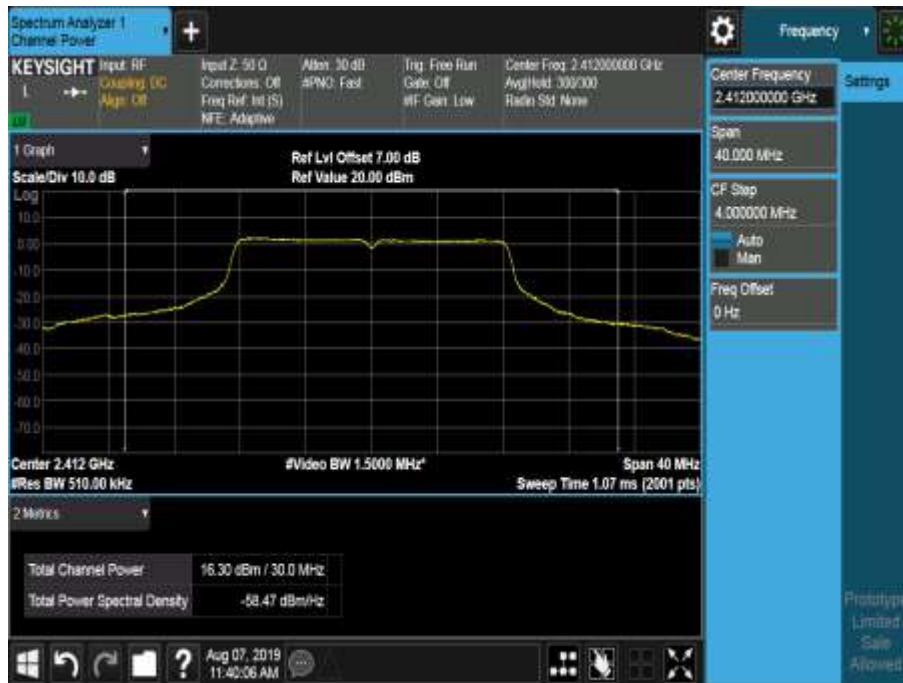 Spectrum Analyzer 1
Channel Power
+
Frequency
KEYSIGHT
L
Input: RF
Coupling: DC
Align: Off
Input Z: 50 Ω
Corrections: Off
Freq Ref: Int (S)
NFE: Adaptive
Atten: 30 dB
#PNO: Fast
Trig: Free Run
Gate: Off
#IF Gain: Low
Center Freq: 2.412000000 GHz
Avg|Hold: 300/300
Radio Std: None
Center Frequency
2.412000000 GHz
Settings
Span
40.000 MHz
CF Step
4.000000 MHz
Auto
Man
Freq Offset
0 Hz
1 Graph
Scale/Div 10.0 dB
Ref Lvl Offset 7.00 dB
Ref Value 20.00 dBm
Log
10.0
0.00
-10.0
-20.0
-30.0
-40.0
-50.0
-60.0
-70.0
Center 2.412 GHz
#Video BW 1.5000 MHz*
Span 40 MHz
#Res BW 510.00 kHz
Sweep Time 1.07 ms (2001 pts)
2 Metrics
Total Channel Power
16.30 dBm / 30.0 MHz
Total Power Spectral Density
-58.47 dBm/Hz
Prototype
Limited
Sale
Allowed
?
Aug 07, 2019
11:40:06 AM